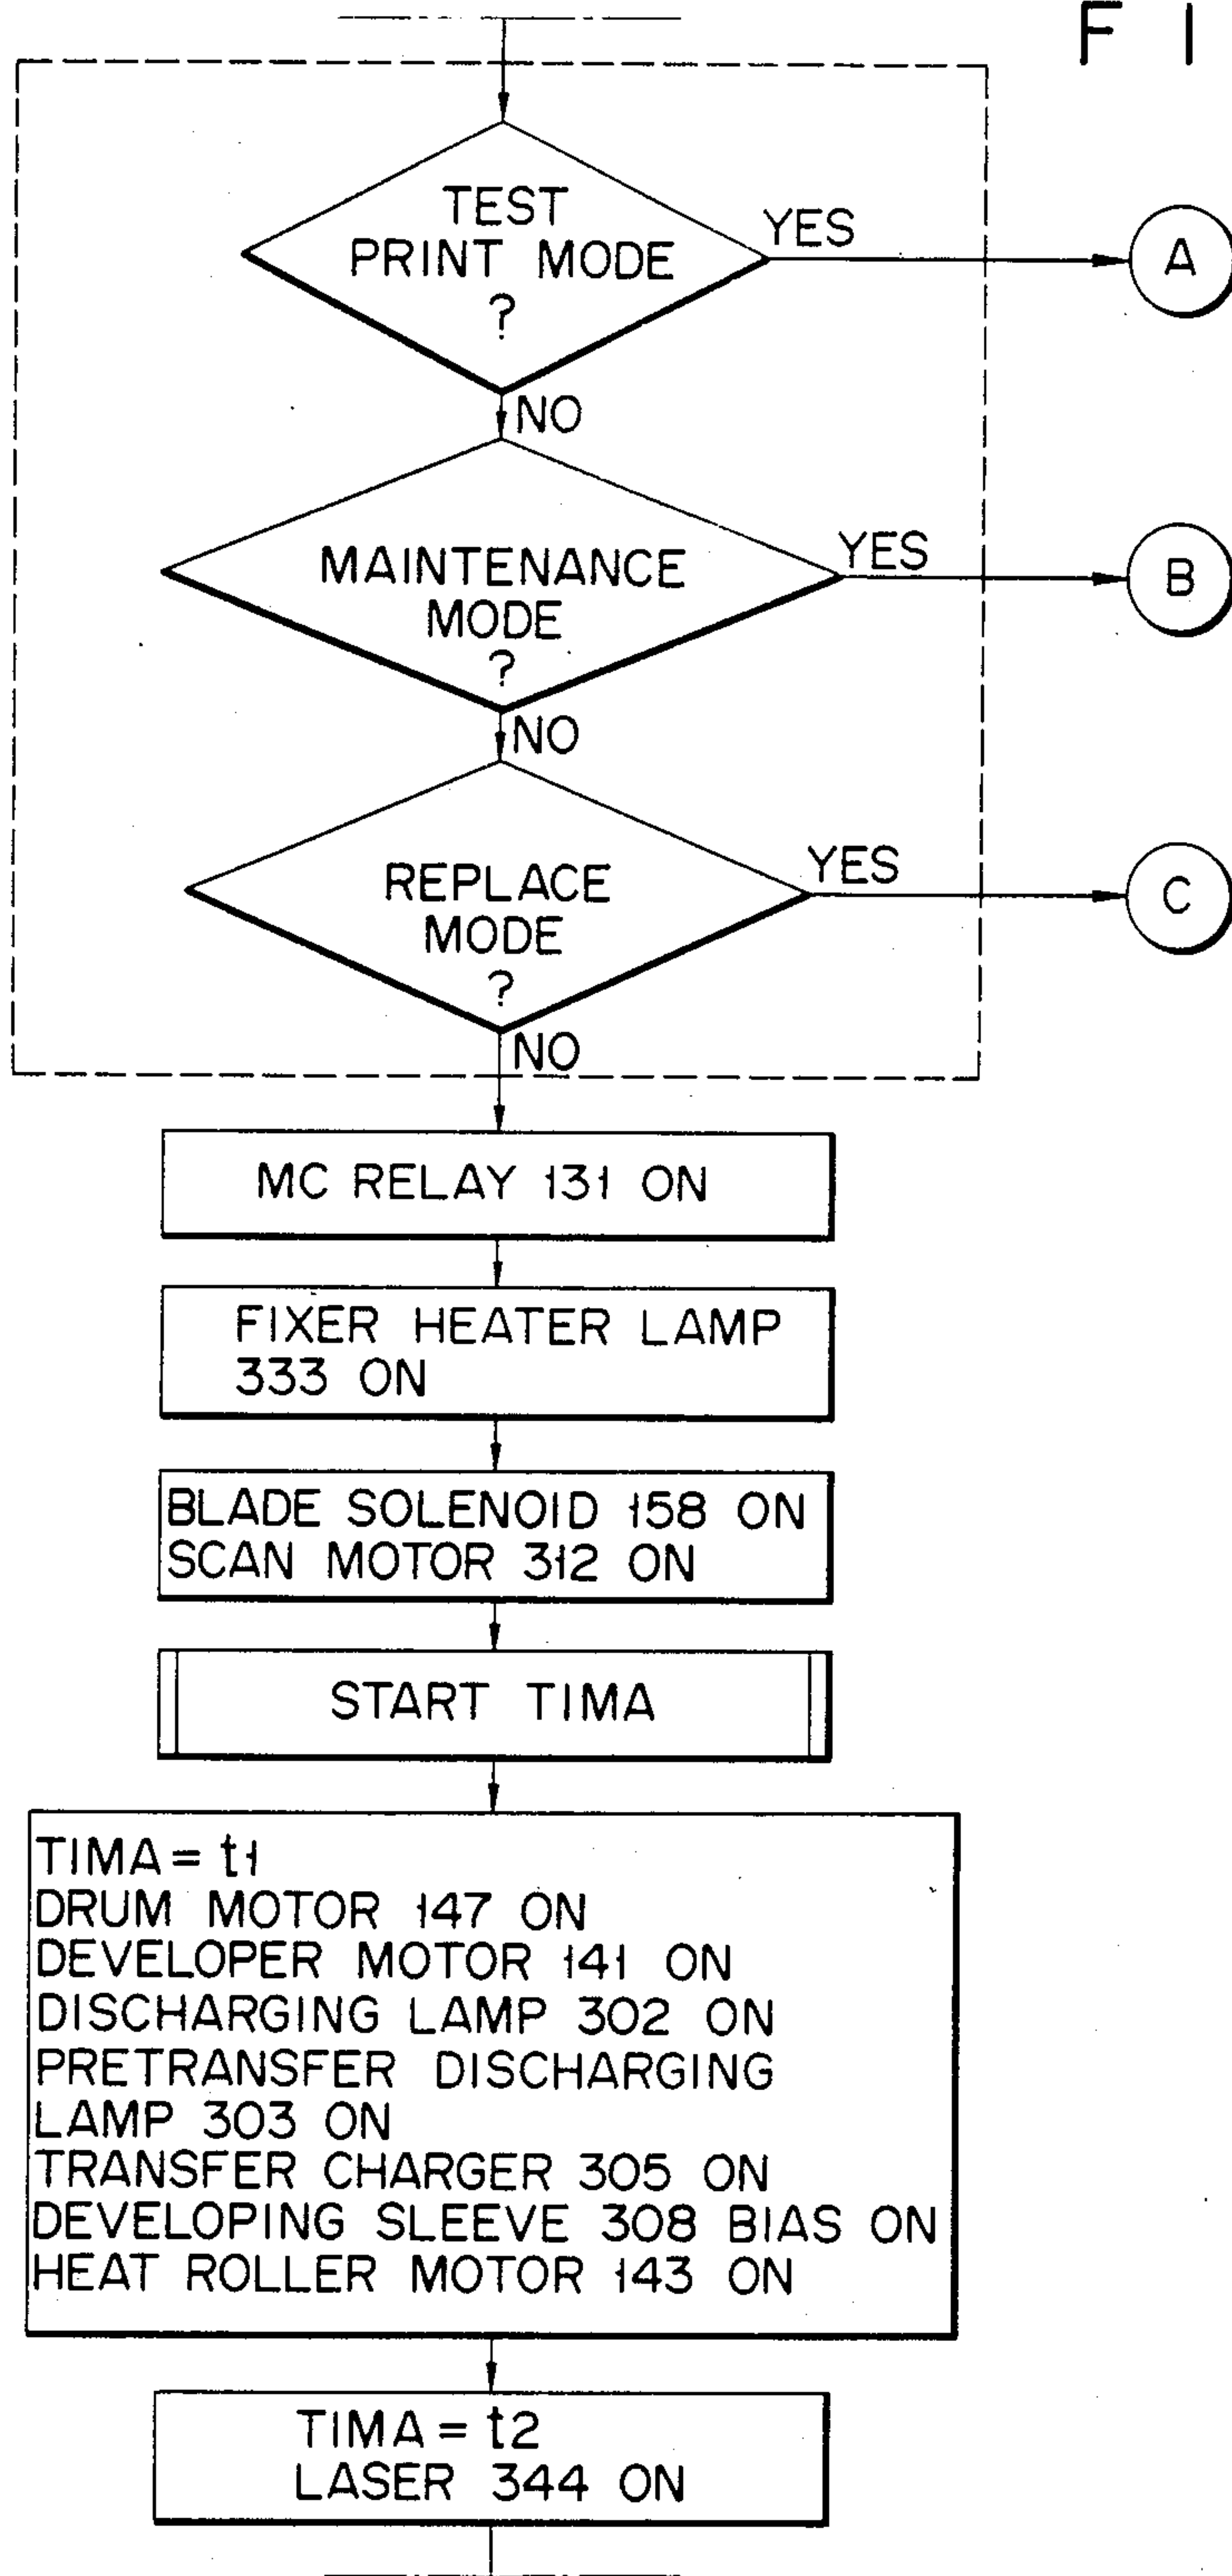 F I
TEST
PRINT MODE
?
YES
A
NO
MAINTENANCE
MODE
?
YES
B
NO
REPLACE
MODE
?
YES
C
NO
MC RELAY 131 ON
FIXER HEATER LAMP
333 ON
BLADE SOLENOID 158 ON
SCAN MOTOR 312 ON
START TIMA
TIMA = t1
DRUM MOTOR 147 ON
DEVELOPER MOTOR 141 ON
DISCHARGING LAMP 302 ON
PRETRANSFER DISCHARGING
LAMP 303 ON
TRANSFER CHARGER 305 ON
DEVELOPING SLEEVE 308 BIAS ON
HEAT ROLLER MOTOR 143 ON
TIMA = t2
LASER 344 ON